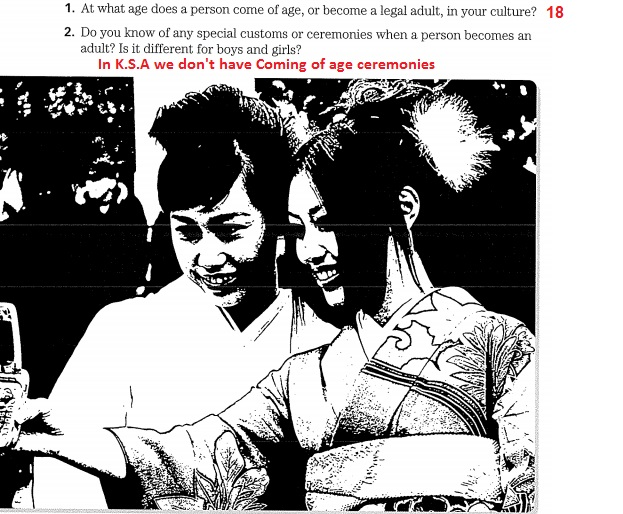 1. At what age does a person come of age, or become a legal adult, in your culture? 18
2. Do you know of any special customs or ceremonies when a person becomes an
adult? Is it different for boys and girls?
In K.S.A we don't have Coming of age ceremonies